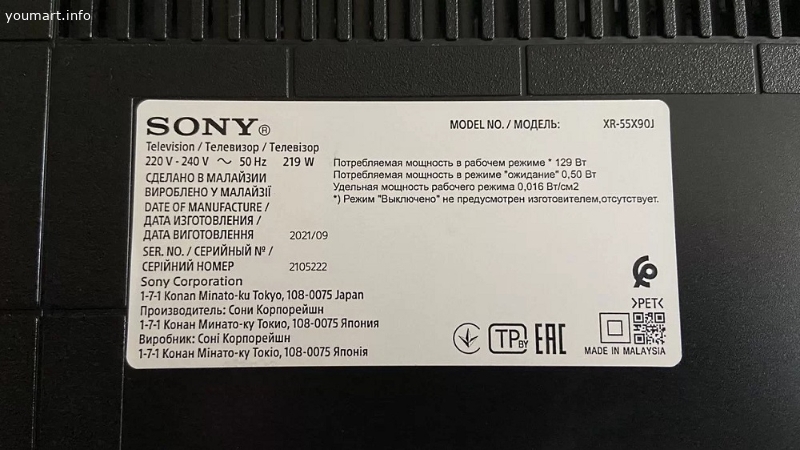 youmart.info
SONY®
MODEL NO. / МОДЕЛЬ: XR-55X90J
Television / Телевизор / Телевізор
220 V - 240 V ~ 50 Hz 219 W
Потребляемая мощность в рабочем режиме * 129 Вт
Потребляемая мощность в режиме "ожидание" 0,50 Вт
Удельная мощность рабочего режима 0,016 Вт/см2
*) Режим "Выключено" не предусмотрен изготовителем,отсутствует.
СДЕЛАНО В МАЛАЙЗИИ
ВИРОБЛЕНО У МАЛАЙЗІЇ
DATE OF MANUFACTURE /
ДАТА ИЗГОТОВЛЕНИЯ /
ДАТА ВИГОТОВЛЕННЯ 2021/09
SER. NO. / СЕРИЙНЫЙ № /
СЕРІЙНИЙ НОМЕР 2105222
Sony Corporation
1-7-1 Konan Minato-ku Tokyo, 108-0075 Japan
Производитель: Сони Корпорейшн
1-7-1 Конан Минато-ку Токио, 108-0075 Япония
Виробник: Соні Корпорейшн
1-7-1 Конан Мінато-ку Токіо, 108-0075 Японія
TP BY
EAC
>PET<
MADE IN MALAYSIA